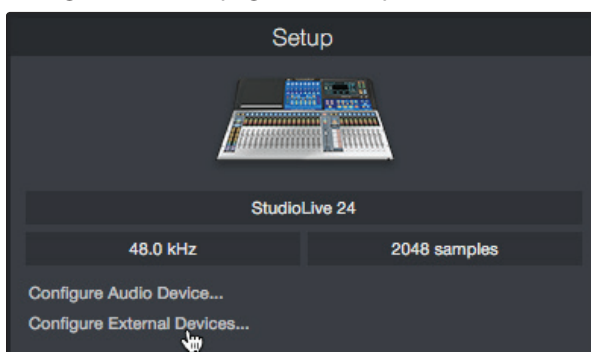 Setup
StudioLive 24
48.0 kHz
2048 samples
Configure Audio Device...
Configure External Devices...